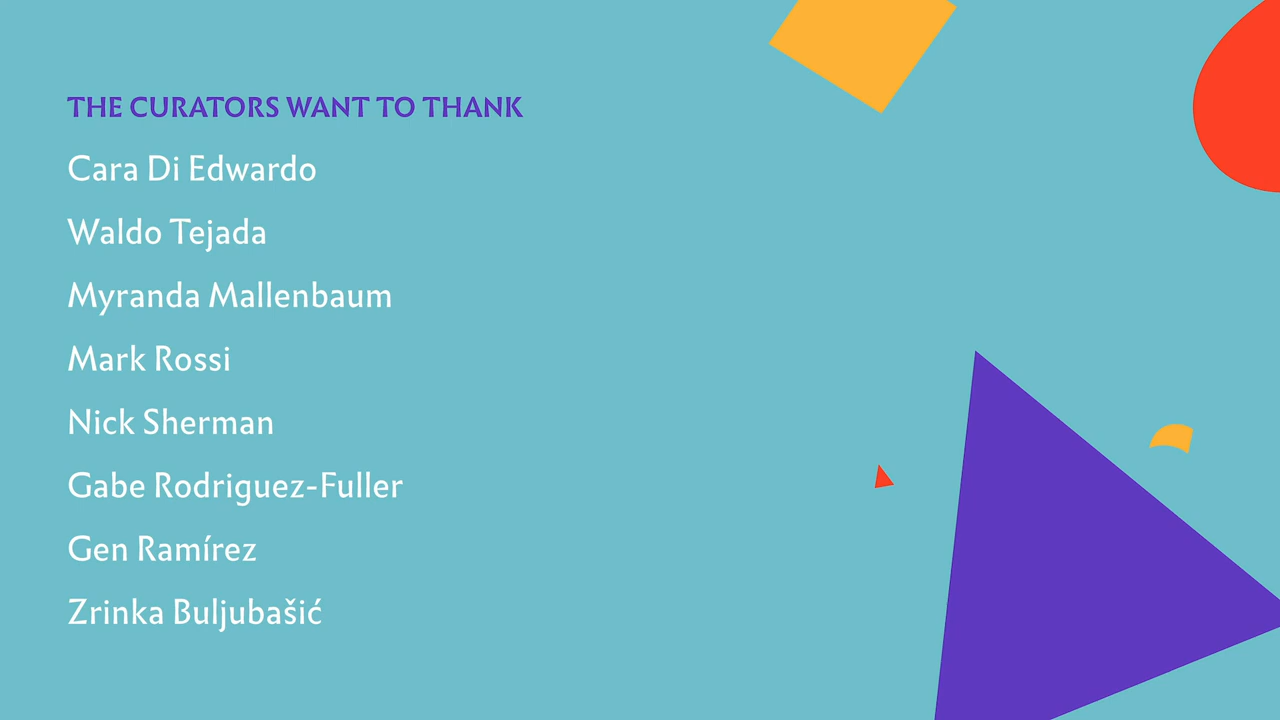 THE CURATORS WANT TO THANK
Cara Di Edwardo
Waldo Tejada
Myranda Mallenbaum
Mark Rossi
Nick Sherman
Gabe Rodriguez-Fuller
Gen Ramírez
Zrinka Buljubašić